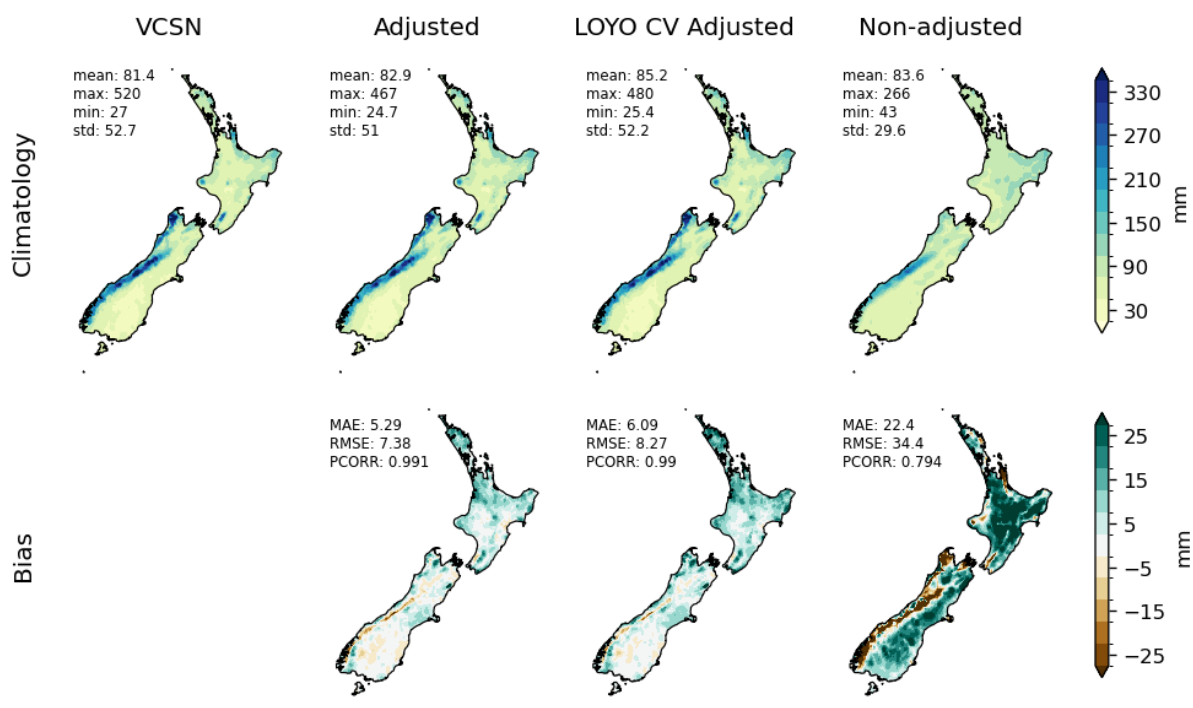 VCSN
Adjusted
LOYO CV Adjusted
Non-adjusted
Climatology
mean: 81.4
max: 520
min: 27
std: 52.7
mean: 82.9
max: 467
min: 24.7
std: 51
mean: 85.2
max: 480
min: 25.4
std: 52.2
mean: 83.6
max: 266
min: 43
std: 29.6
330
270
210
150
90
30
mm
Bias
MAE: 5.29
RMSE: 7.38
PCORR: 0.991
MAE: 6.09
RMSE: 8.27
PCORR: 0.99
MAE: 22.4
RMSE: 34.4
PCORR: 0.794
25
15
5
−5
−15
−25
mm